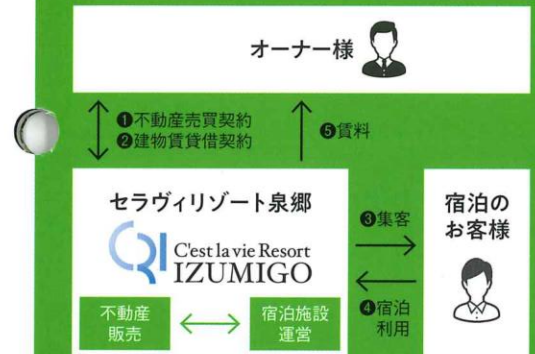 オーナー様
❶不動産売買契約
❷建物賃貸借契約
❺賃料
セラヴィリゾート泉郷
CRI C'est la vie Resort
IZUMIGO
不動産
販売
宿泊施設
運営
❸集客
❹宿泊
利用
宿泊の
お客様